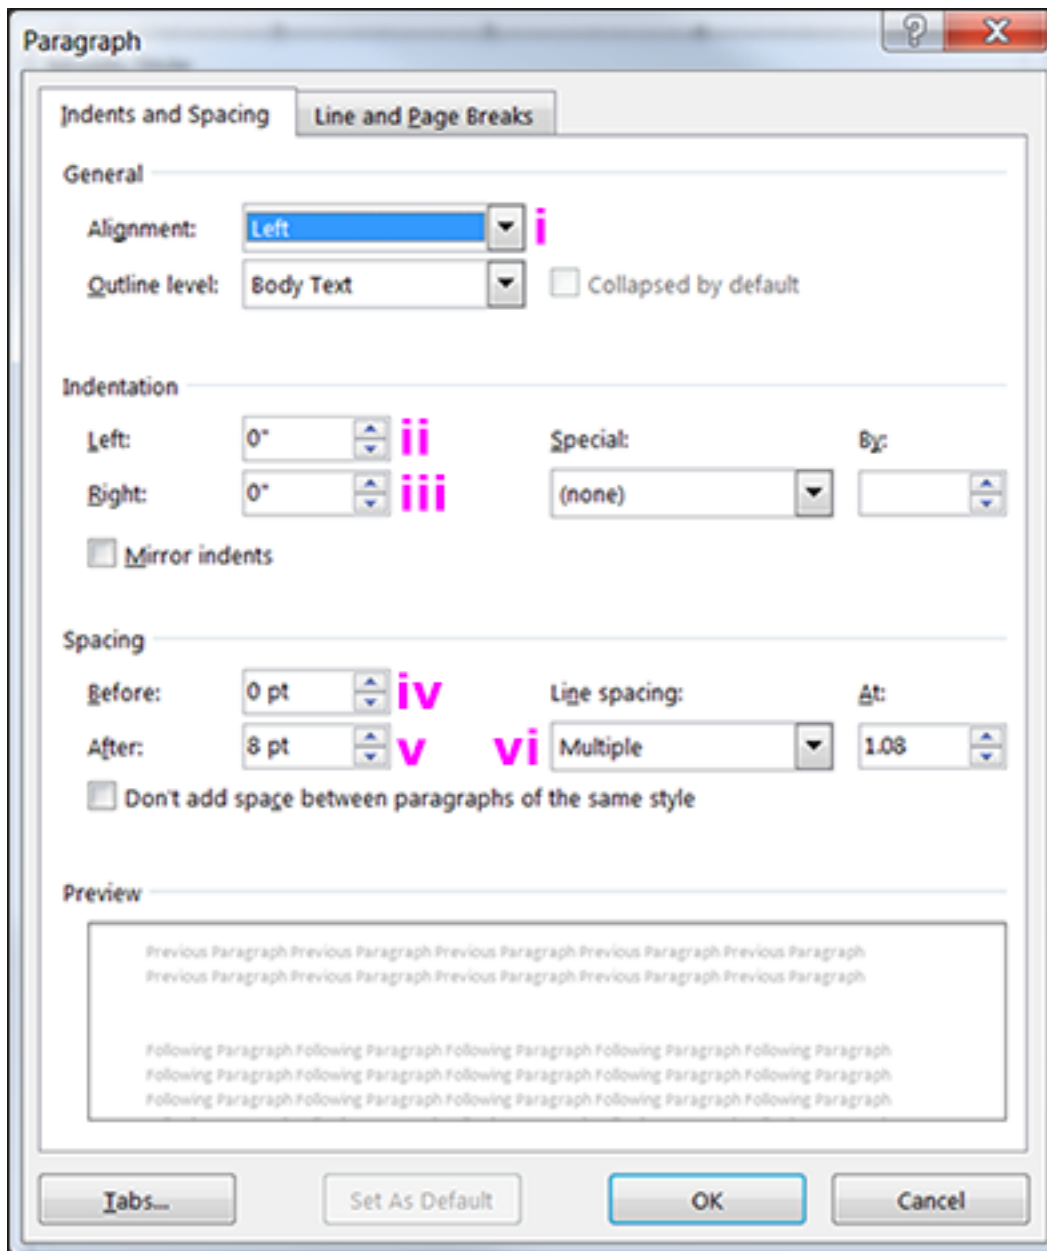 Paragraph
Indents and Spacing
Line and Page Breaks
General
Alignment: Left i
Outline level: Body Text Collapsed by default
Indentation
Left: 0" ii Special: By:
Right: 0" iii (none)
Mirror indents
Spacing
Before: 0 pt iv Line spacing: At:
After: 8 pt v vi Multiple 1.08
Don't add space between paragraphs of the same style
Preview
Previous Paragraph Previous Paragraph Previous Paragraph Previous Paragraph Previous Paragraph
Previous Paragraph Previous Paragraph Previous Paragraph Previous Paragraph Previous Paragraph
Following Paragraph Following Paragraph Following Paragraph Following Paragraph Following Paragraph
Following Paragraph Following Paragraph Following Paragraph Following Paragraph Following Paragraph
Following Paragraph Following Paragraph Following Paragraph Following Paragraph Following Paragraph
Tabs... Set As Default OK Cancel